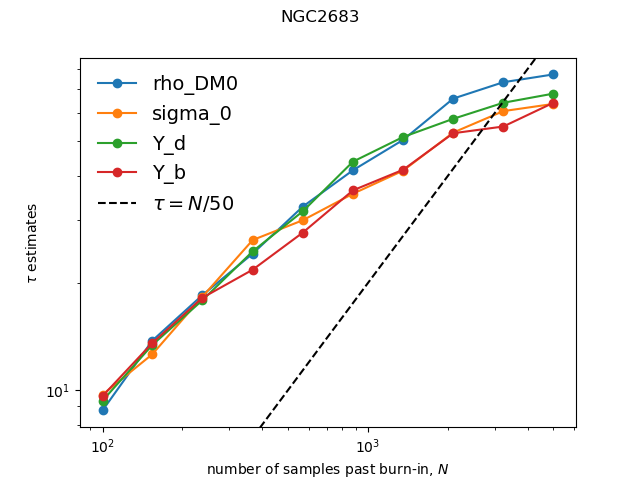 NGC2683
rho_DM0
sigma_0
Y_d
Y_b
τ = N/50
τ estimates
10¹
10² 10³
number of samples past burn-in, N